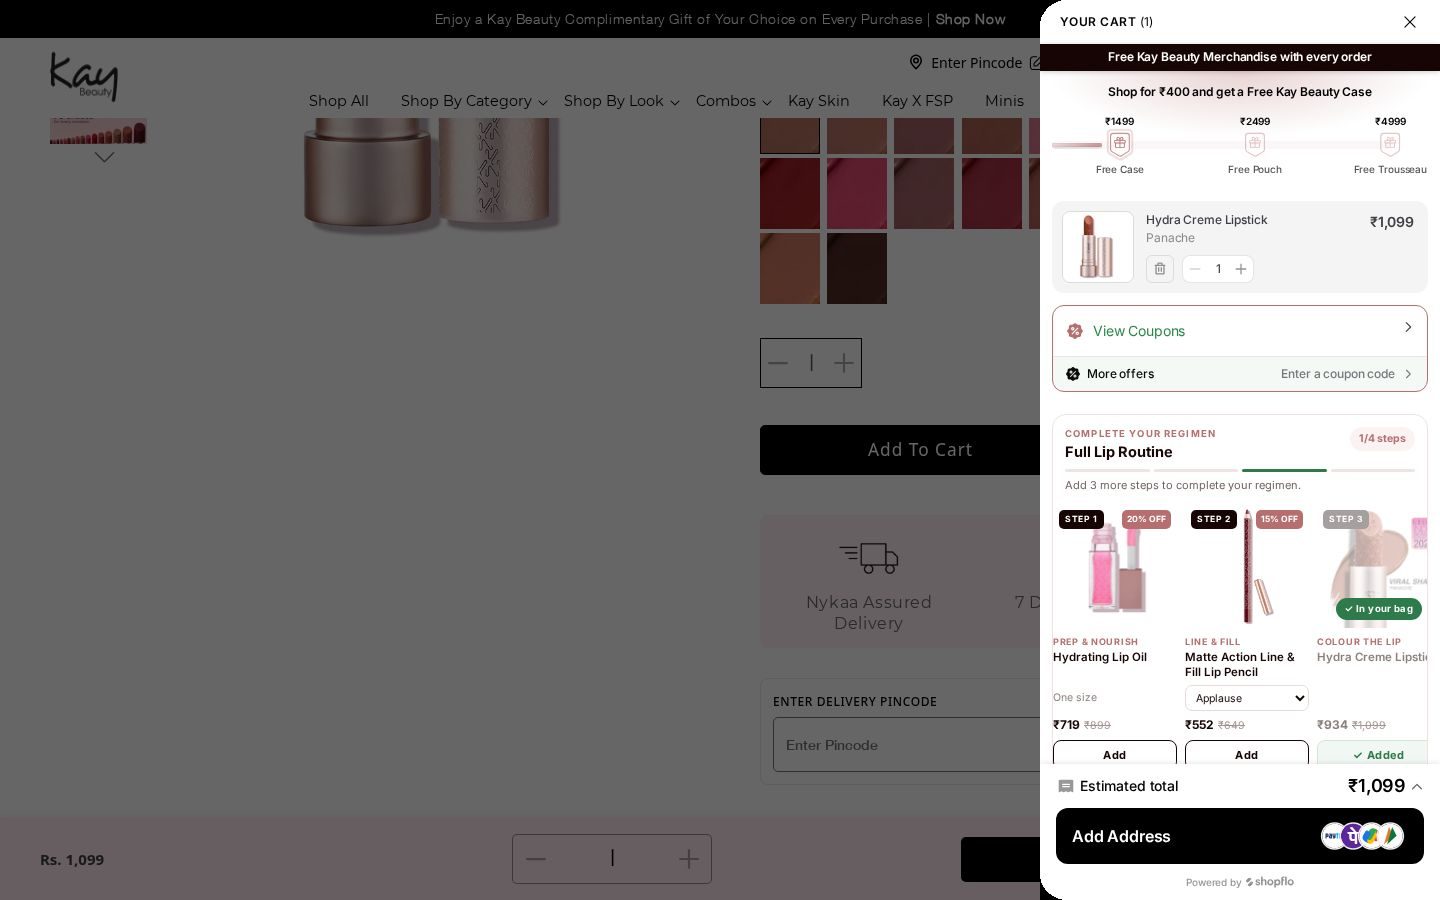 Enjoy a Kay Beauty Complimentary Gift of Your Choice on Every Purchase | Shop Now
Kay
Beauty
Enter Pincode
Shop All
Shop By Category
Shop By Look
Combos
Kay Skin
Kay X FSP
Minis
1
Add To Cart
Nykaa Assured
Delivery
7 D
ENTER DELIVERY PINCODE
Enter Pincode
Rs. 1,099
1
YOUR CART (1)
Free Kay Beauty Merchandise with every order
Shop for ₹400 and get a Free Kay Beauty Case
₹1499
₹2499
₹4999
Free Case
Free Pouch
Free Trousseau
Hydra Creme Lipstick
₹1,099
Panache
1
View Coupons
More offers
Enter a coupon code
COMPLETE YOUR REGIMEN
1/4 steps
Full Lip Routine
Add 3 more steps to complete your regimen.
STEP 1
20% OFF
STEP 2
15% OFF
STEP 3
VIRAL SHA
✓ In your bag
PREP & NOURISH
LINE & FILL
COLOUR THE LIP
Hydrating Lip Oil
Matte Action Line &
Fill Lip Pencil
Hydra Creme Lipstic
One size
Applause
₹719 ₹899
₹552 ₹649
₹934 ₹1,099
Add
Add
✓ Added
Estimated total
₹1,099
Add Address
Powered by shopflo